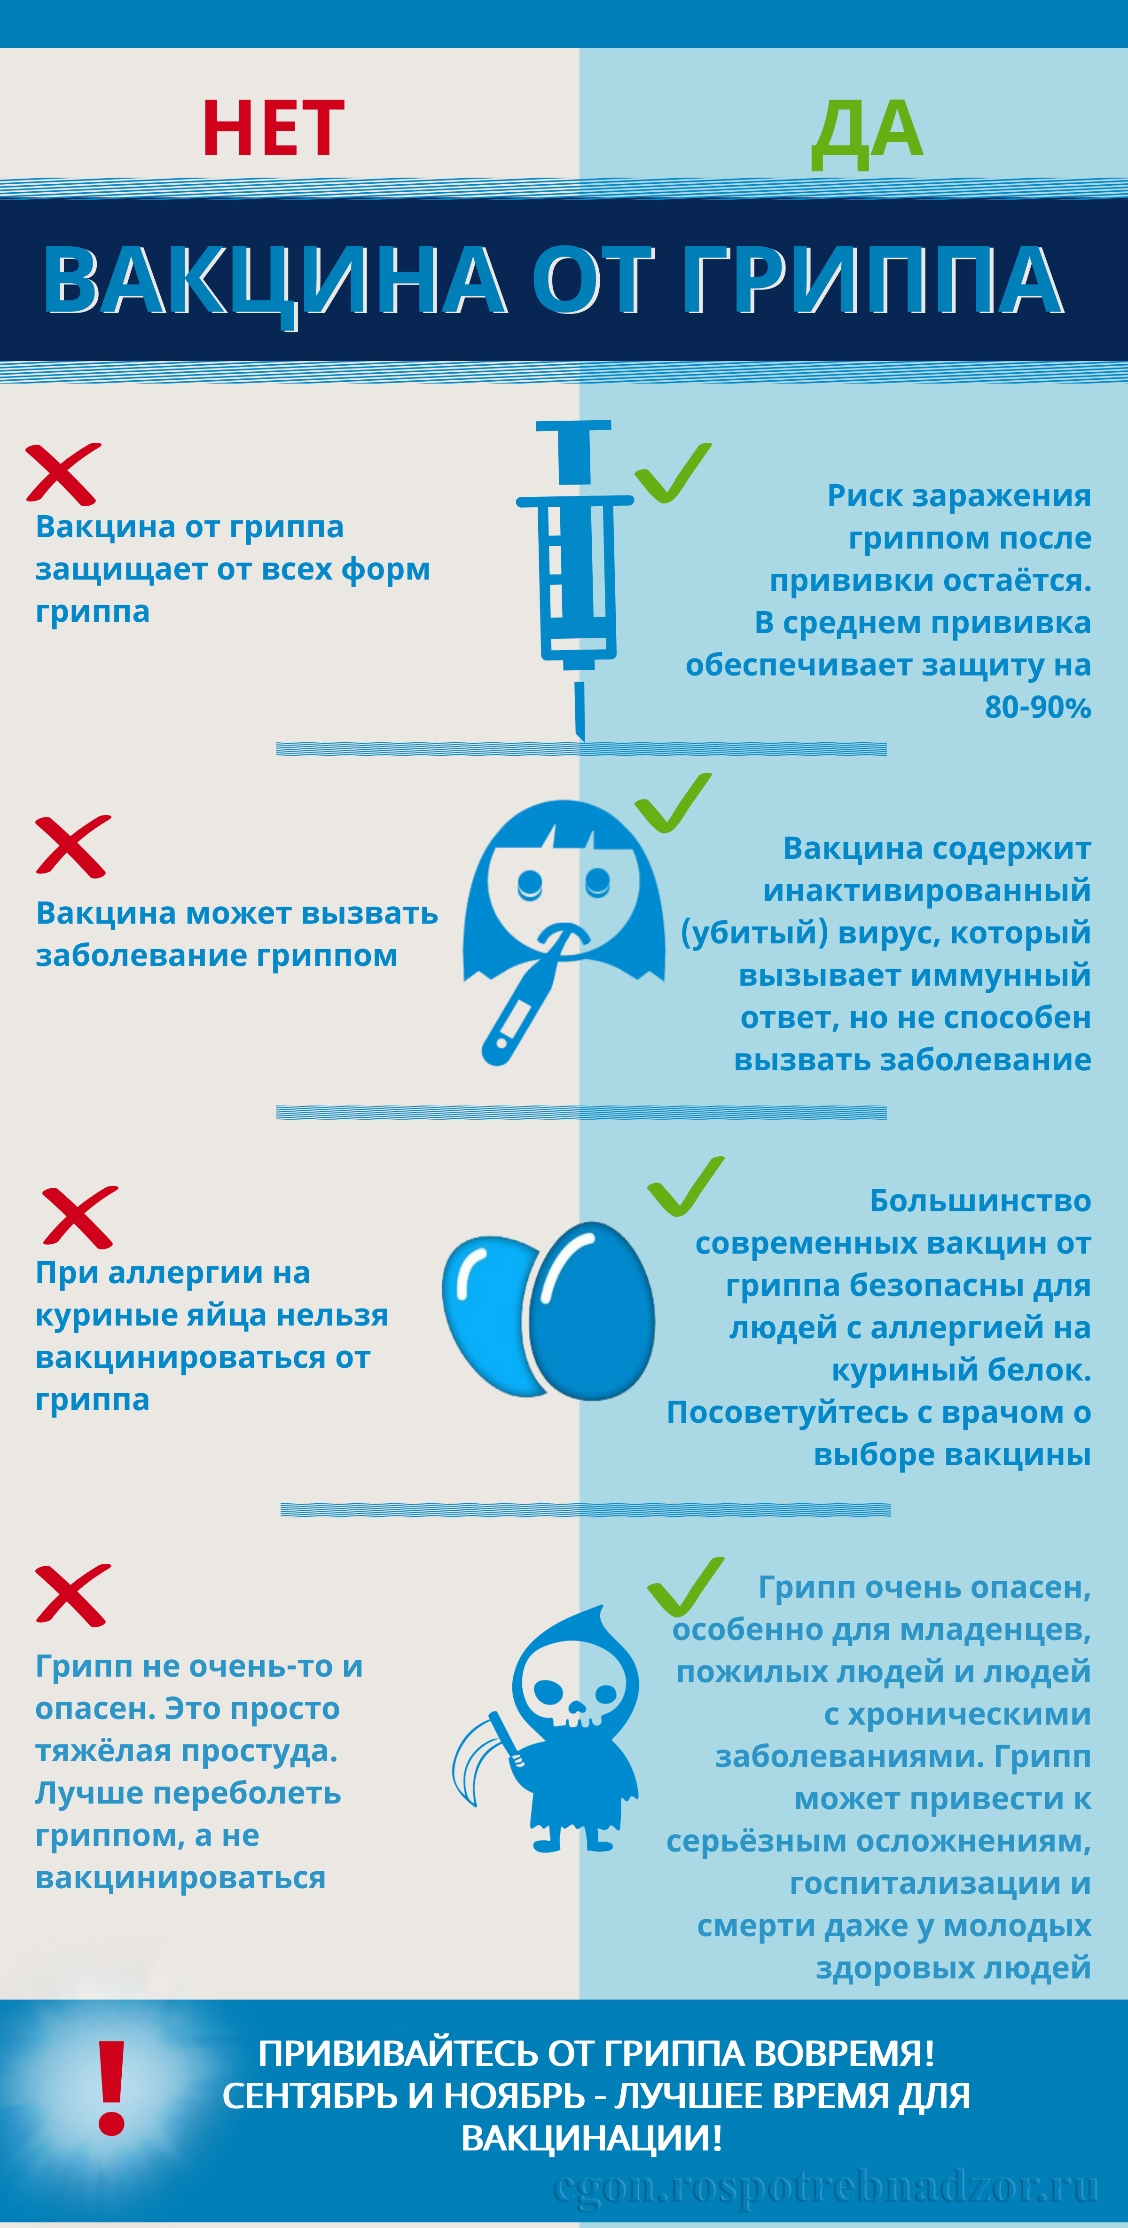 НЕТ
ДА
ВАКЦИНА ОТ ГРИППА
Вакцина от гриппа
защищает от всех форм
гриппа
Риск заражения
гриппом после
прививки остаётся.
В среднем прививка
обеспечивает защиту на
80-90%
Вакцина может вызвать
заболевание гриппом
Вакцина содержит
инактивированный
(убитый) вирус, который
вызывает иммунный
ответ, но не способен
вызвать заболевание
При аллергии на
куриные яйца нельзя
вакцинироваться от
гриппа
Большинство
современных вакцин от
гриппа безопасны для
людей с аллергией на
куриный белок.
Посоветуйтесь с врачом о
выборе вакцины
Грипп не очень-то и
опасен. Это просто
тяжёлая простуда.
Лучше переболеть
гриппом, а не
вакцинироваться
Грипп очень опасен,
особенно для младенцев,
пожилых людей и людей
с хроническими
заболеваниями. Грипп
может привести к
серьёзным осложнениям,
госпитализации и
смерти даже у молодых
здоровых людей
!
ПРИВИВАЙТЕСЬ ОТ ГРИППА ВОВРЕМЯ!
СЕНТЯБРЬ И НОЯБРЬ - ЛУЧШЕЕ ВРЕМЯ ДЛЯ
ВАКЦИНАЦИИ!
cgon.rospotrebnadzor.ru